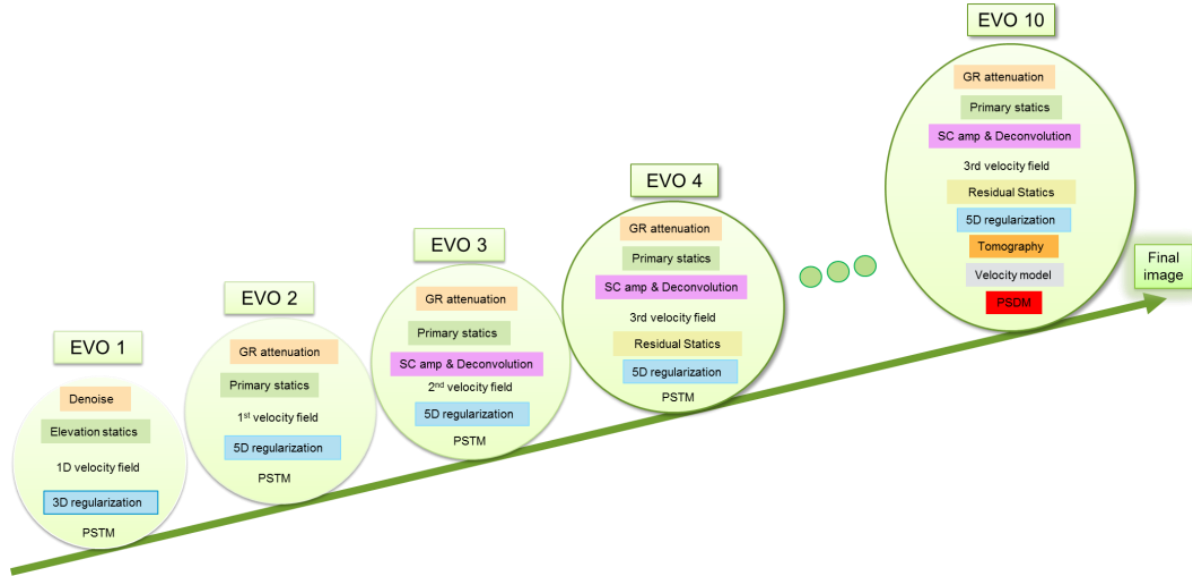 EVO 1
Denoise
Elevation statics
1D velocity field
3D regularization
PSTM
EVO 2
GR attenuation
Primary statics
1st velocity field
5D regularization
PSTM
EVO 3
GR attenuation
Primary statics
SC amp & Deconvolution
2nd velocity field
5D regularization
PSTM
EVO 4
GR attenuation
Primary statics
SC amp & Deconvolution
3rd velocity field
Residual Statics
5D regularization
PSTM
EVO 10
GR attenuation
Primary statics
SC amp & Deconvolution
3rd velocity field
Residual Statics
5D regularization
Tomography
Velocity model
PSDM
Final
image